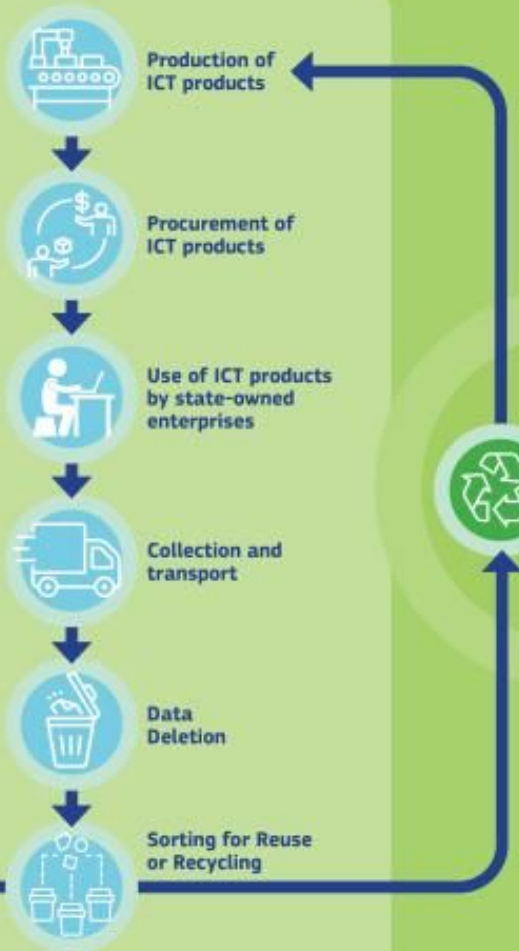 Production of
ICT products
Procurement of
ICT products
Use of ICT products
by state-owned
enterprises
Collection and
transport
Data
Deletion
Sorting for Reuse
or Recycling